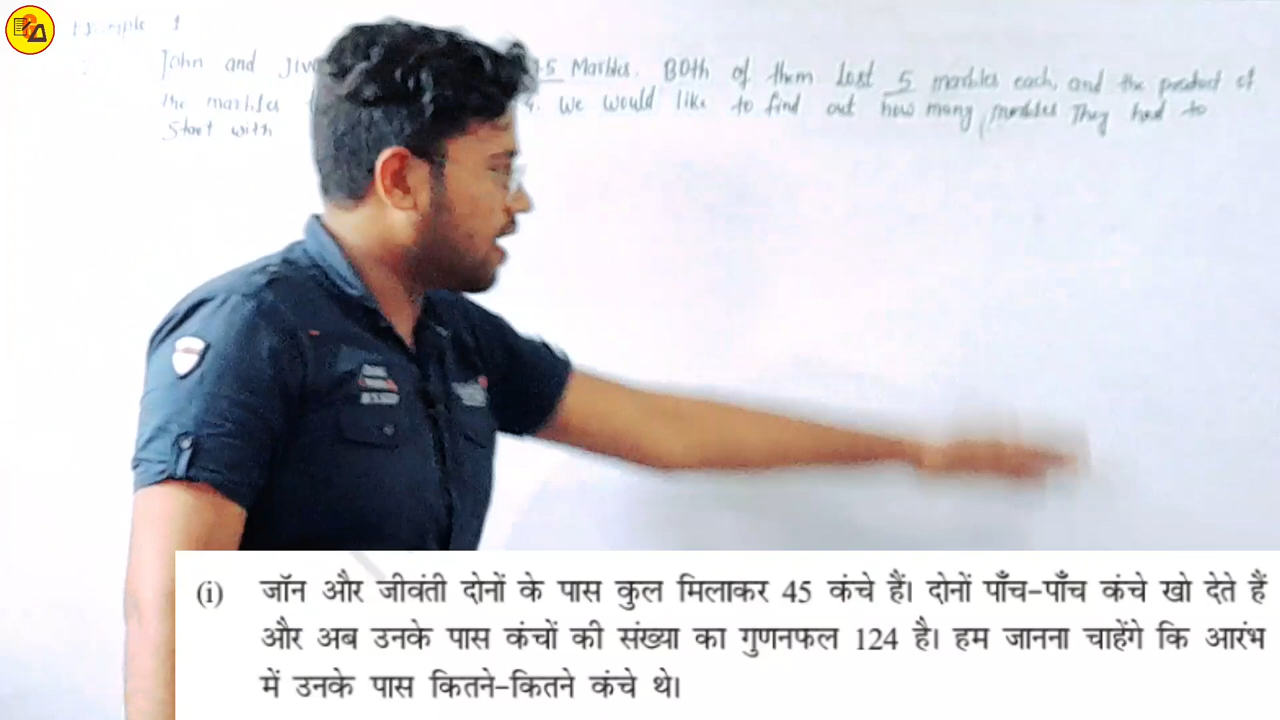 Example 1
John and 5 Marbles. Both of them Lost 5 marbles each, and the product of
the marbles 4. We would like to find out how many marbles They had to
Start with
(i) जॉन और जीवंती दोनों के पास कुल मिलाकर 45 कंचे हैं। दोनों पाँच-पाँच कंचे खो देते हैं
और अब उनके पास कंचों की संख्या का गुणनफल 124 है। हम जानना चाहेंगे कि आरंभ
में उनके पास कितने-कितने कंचे थे।